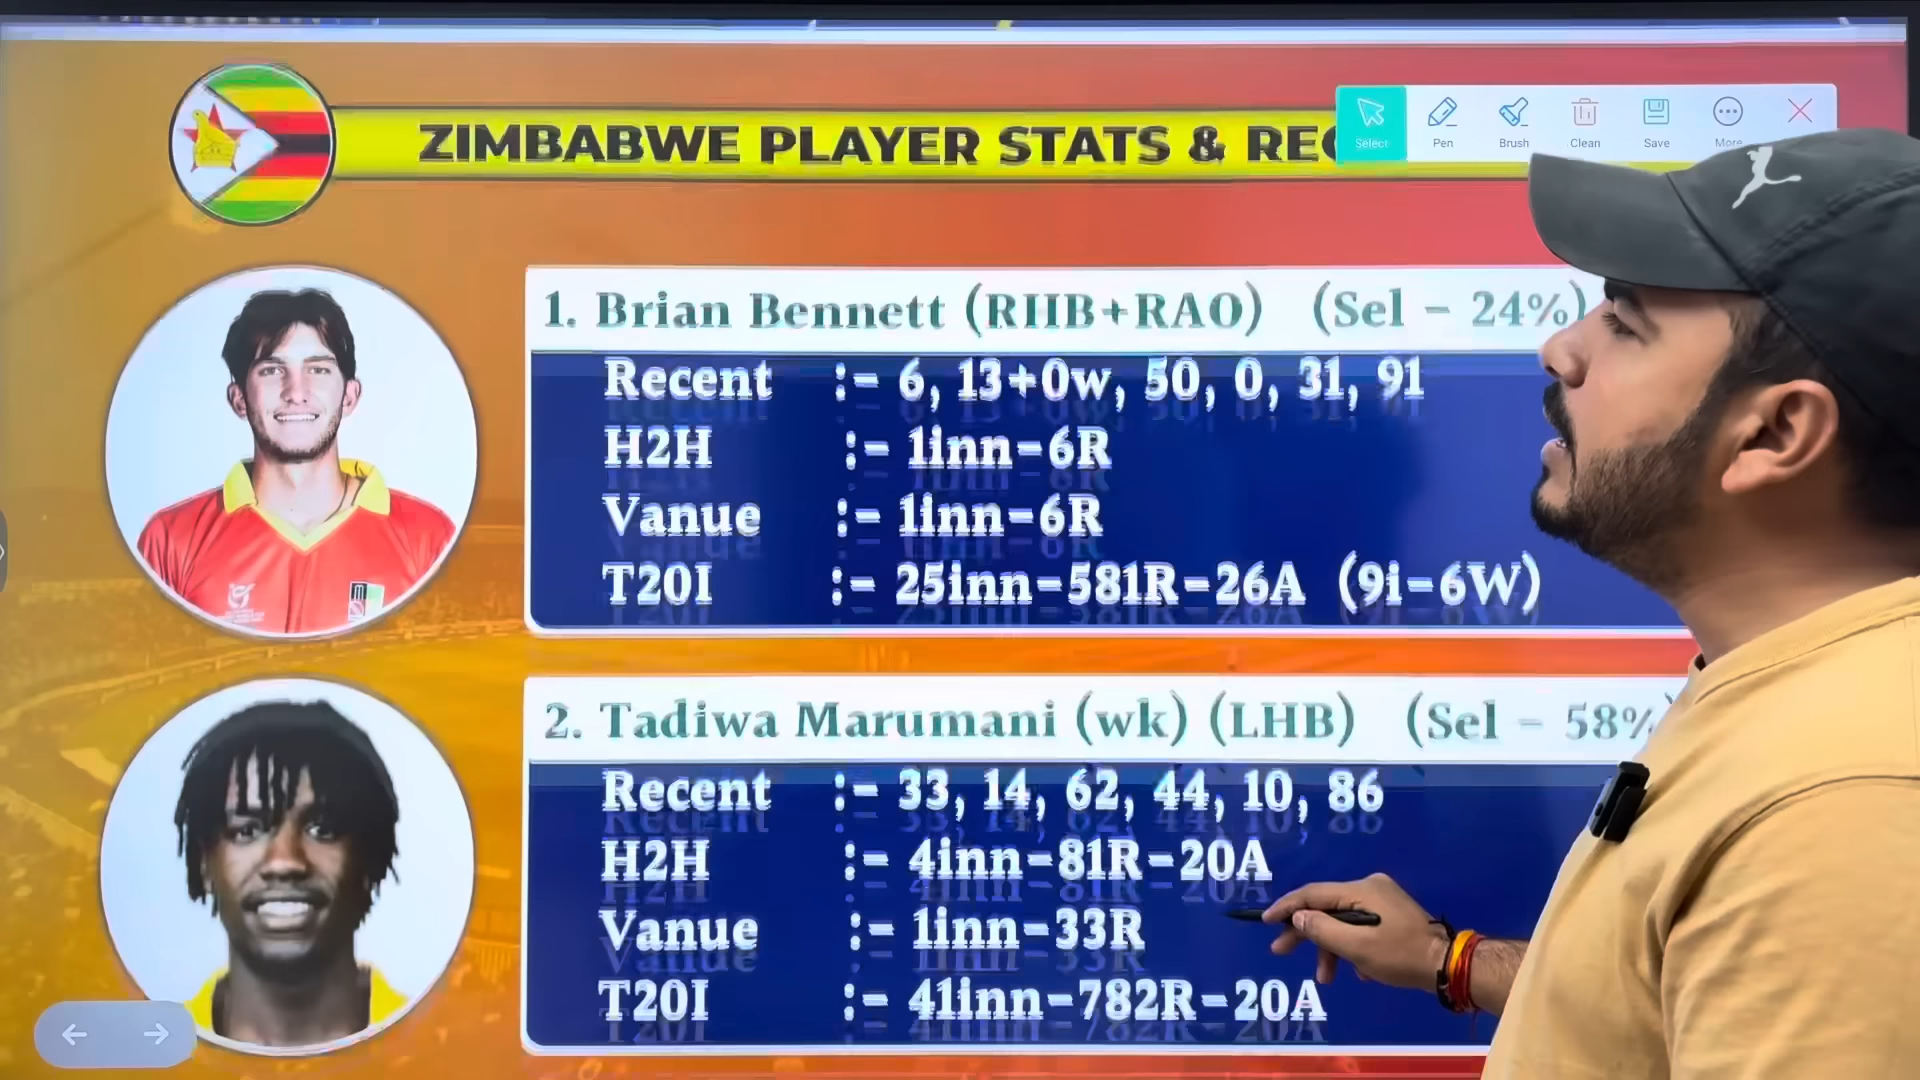 ZIMBABWE PLAYER STATS & REC
Select
Pen
Brush
Clean
Save
More
1. Brian Bennett (RHB+RAO) (Sel - 24%)
Recent :- 6, 13+0w, 50, 0, 31, 91
H2H :- 1inn-6R
Vanue :- 1inn-6R
T20I :- 25inn-581R-26A (9i-6W)
2. Tadiwa Marumani (wk) (LHB) (Sel - 58%)
Recent :- 33, 14, 62, 44, 10, 86
H2H :- 4inn-81R-20A
Vanue :- 1inn-33R
T20I :- 41inn-782R-20A